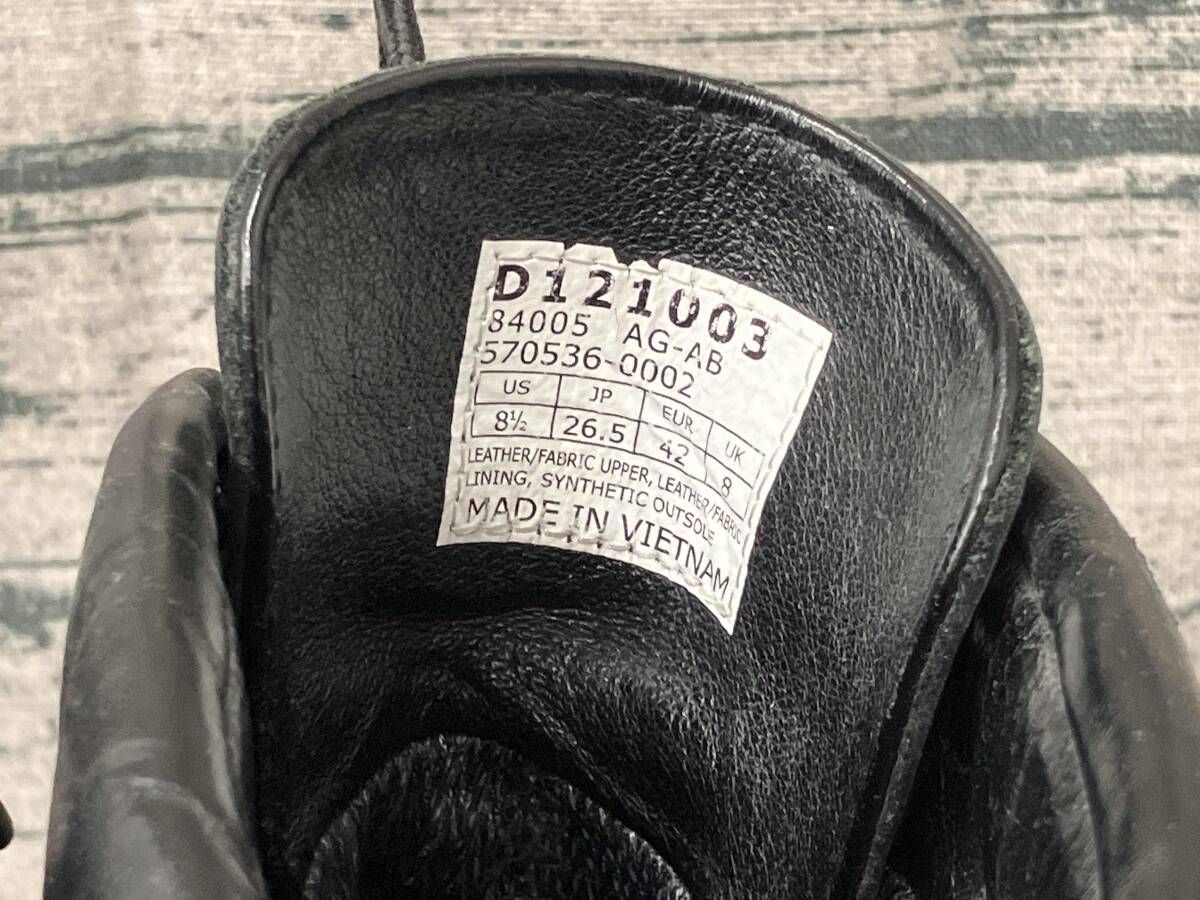 D121003
84005 AG-AB
570536-0002
US JP EUR UK
8½ 26.5 42 8
LEATHER/FABRIC UPPER, LEATHER/FABRIC
LINING, SYNTHETIC OUTSOLE
MADE IN VIETNAM